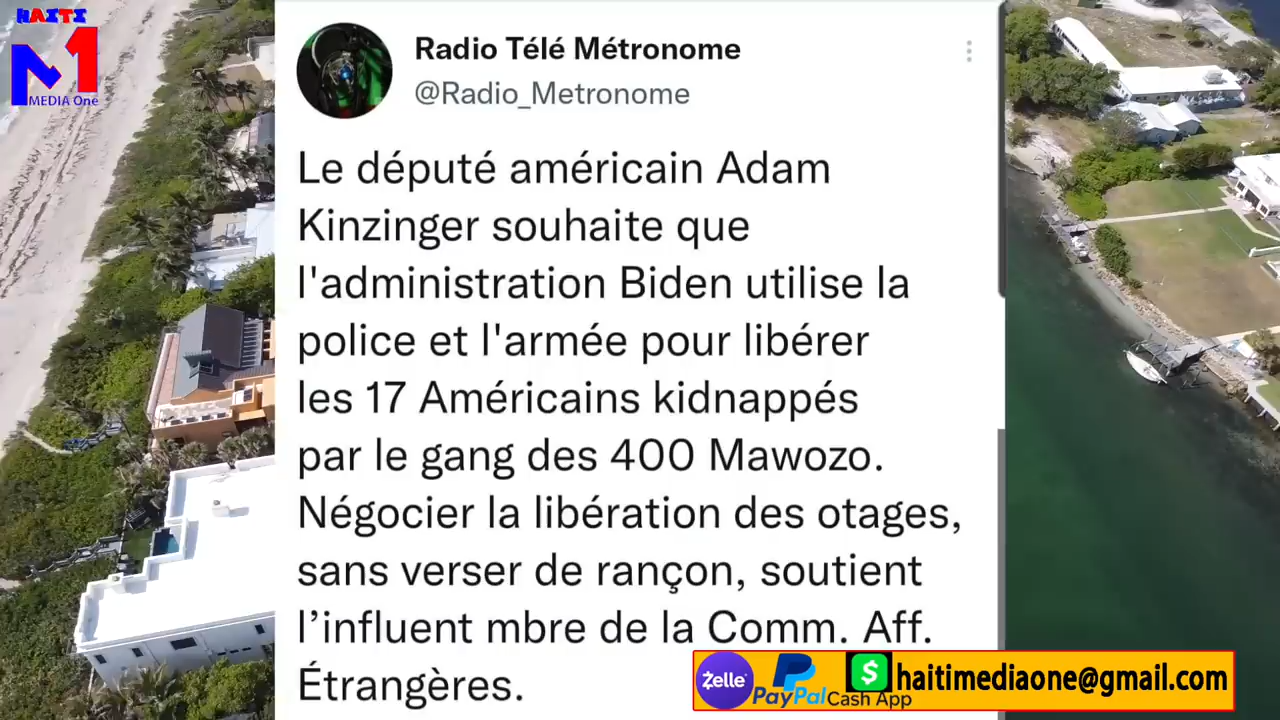 HAITI
M1
MEDIA One
Radio Télé Métronome
@Radio_Metronome
Le député américain Adam
Kinzinger souhaite que
l'administration Biden utilise la
police et l'armée pour libérer
les 17 Américains kidnappés
par le gang des 400 Mawozo.
Négocier la libération des otages,
sans verser de rançon, soutient
l’influent mbre de la Comm. Aff.
Étrangères.
Zelle
PayPal
$
Cash App
haitimediaone@gmail.com